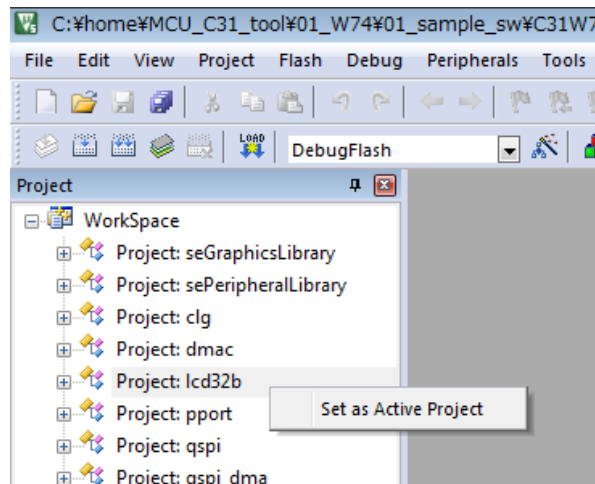 C:¥home¥MCU_C31_tool¥01_W74¥01_sample_sw¥C31W7
File Edit View Project Flash Debug Peripherals Tools
LOAD
DebugFlash
Project
WorkSpace
Project: seGraphicsLibrary
Project: sePeripheralLibrary
Project: clg
Project: dmac
Project: lcd32b
Set as Active Project
Project: pport
Project: qspi
Project: qspi_dma